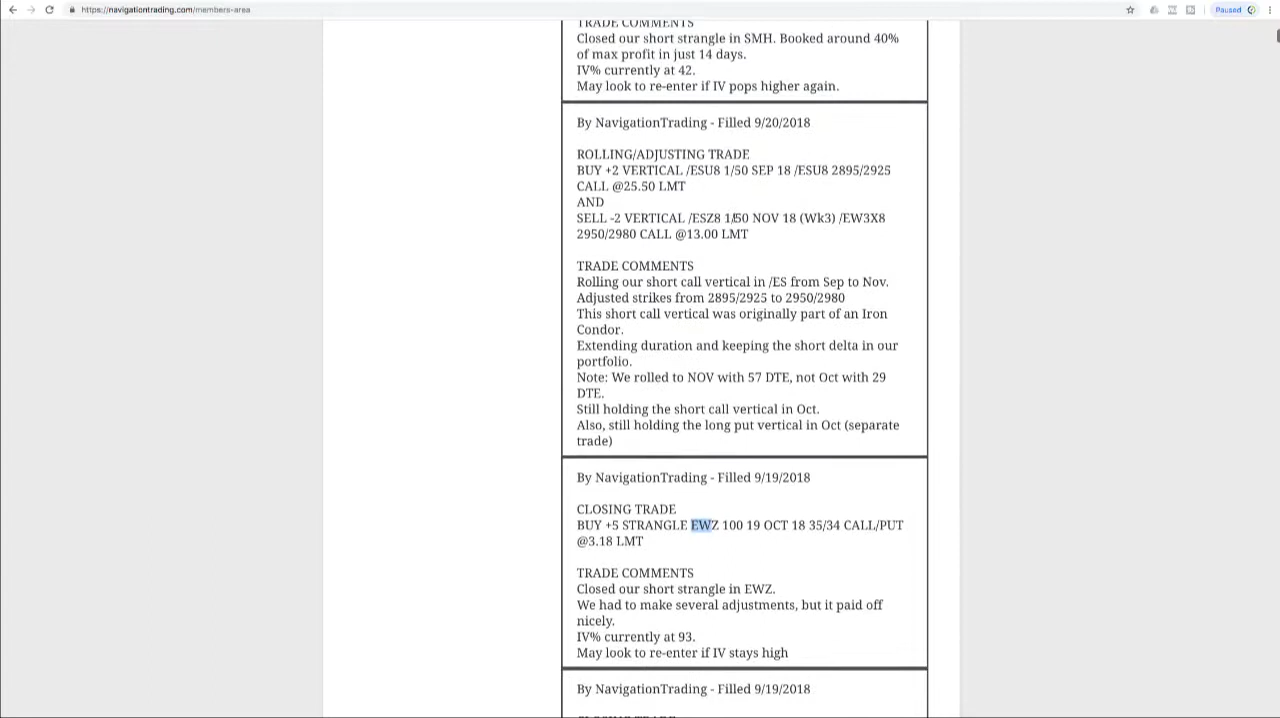 https://navigationtrading.com/members-area
Paused
TRADE COMMENTS
Closed our short strangle in SMH. Booked around 40%
of max profit in just 14 days.
IV% currently at 42.
May look to re-enter if IV pops higher again.
By NavigationTrading - Filled 9/20/2018
ROLLING/ADJUSTING TRADE
BUY +2 VERTICAL /ESU8 1/50 SEP 18 /ESU8 2895/2925
CALL @25.50 LMT
AND
SELL -2 VERTICAL /ESZ8 1/50 NOV 18 (Wk3) /EW3X8
2950/2980 CALL @13.00 LMT
TRADE COMMENTS
Rolling our short call vertical in /ES from Sep to Nov.
Adjusted strikes from 2895/2925 to 2950/2980
This short call vertical was originally part of an Iron
Condor.
Extending duration and keeping the short delta in our
portfolio.
Note: We rolled to NOV with 57 DTE, not Oct with 29
DTE.
Still holding the short call vertical in Oct.
Also, still holding the long put vertical in Oct (separate
trade)
By NavigationTrading - Filled 9/19/2018
CLOSING TRADE
BUY +5 STRANGLE EWZ 100 19 OCT 18 35/34 CALL/PUT
@3.18 LMT
TRADE COMMENTS
Closed our short strangle in EWZ.
We had to make several adjustments, but it paid off
nicely.
IV% currently at 93.
May look to re-enter if IV stays high
By NavigationTrading - Filled 9/19/2018